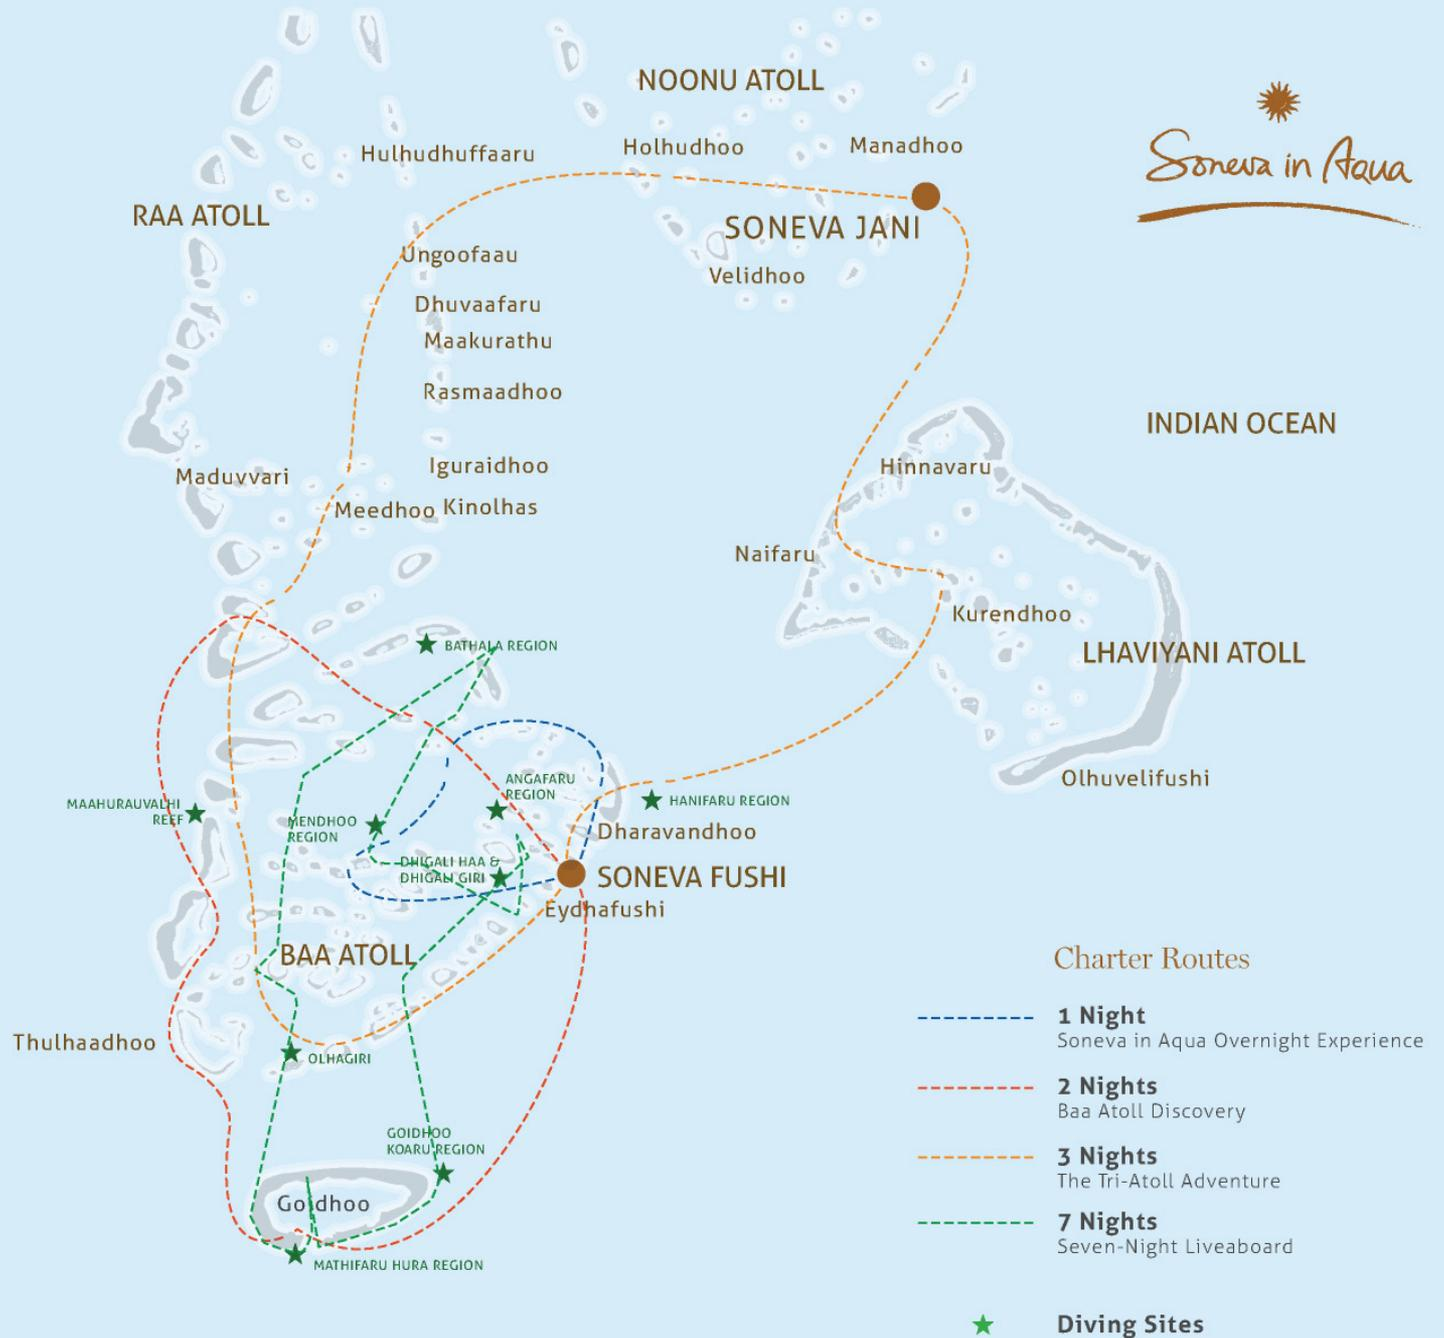 NOONU ATOLL
Soneva in Aqua
Hulhudhuffaaru
Holhudhoo
Manadhoo
RAA ATOLL
SONEVA JANI
Ungoofaau
Velidhoo
Dhuvaafaru
Maakurathu
Rasmaadhoo
INDIAN OCEAN
Maduvvari
Iguraidhoo
Hinnavaru
Meedhoo
Kinolhas
Naifaru
Kurendhoo
BATHALA REGION
LHAVIYANI ATOLL
Olhuvelifushi
ANGAFARU
REGION
MAAHURAUVALHI
REEF
HANIFARU REGION
MENDHOO
REGION
Dharavandhoo
DHIGALI HAA &
DHIGALI GIRI
SONEVA FUSHI
Eydhafushi
BAA ATOLL
Thulhaadhoo
OLHAGIRI
GOIDHOO
KOARU REGION
Goidhoo
MATHIFARU HURA REGION
Charter Routes
1 Night
Soneva in Aqua Overnight Experience
2 Nights
Baa Atoll Discovery
3 Nights
The Tri-Atoll Adventure
7 Nights
Seven-Night Liveaboard
Diving Sites